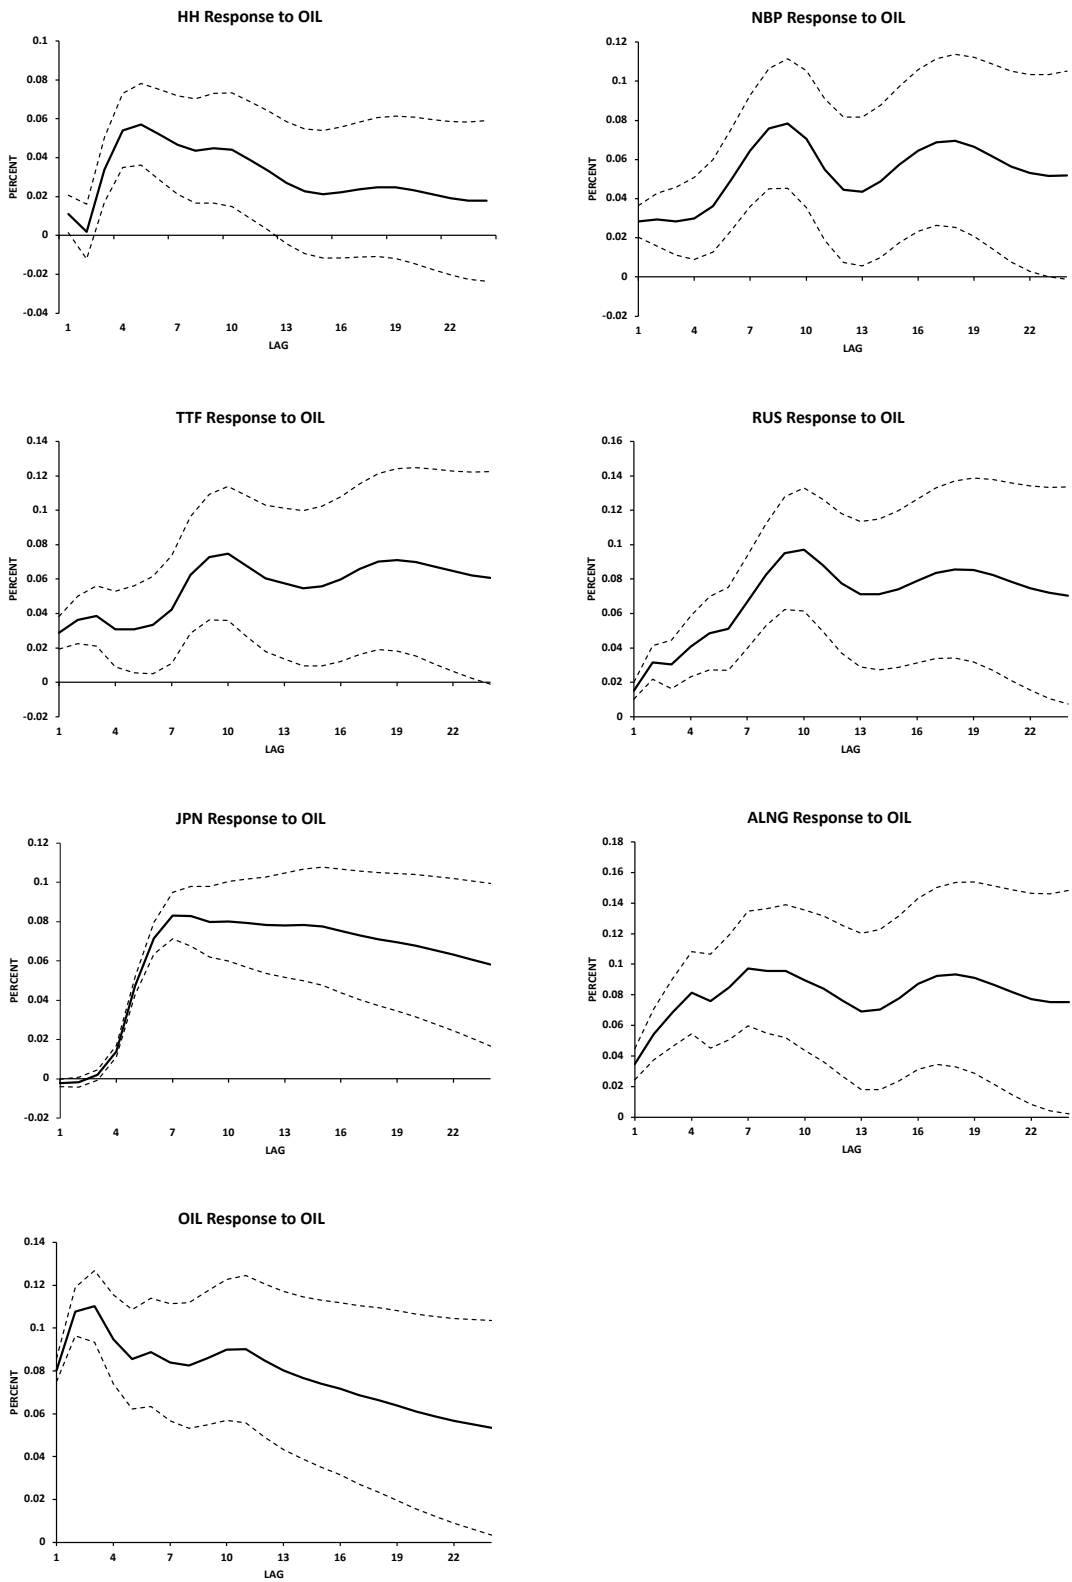 HH Response to OIL
PERCENT
0.1
0.08
0.06
0.04
0.02
0
-0.02
-0.04
1 4 7 10 13 16 19 22
LAG
NBP Response to OIL
PERCENT
0.12
0.1
0.08
0.06
0.04
0.02
0
-0.02
1 4 7 10 13 16 19 22
LAG
TTF Response to OIL
PERCENT
0.14
0.12
0.1
0.08
0.06
0.04
0.02
0
-0.02
1 4 7 10 13 16 19 22
LAG
RUS Response to OIL
PERCENT
0.16
0.14
0.12
0.1
0.08
0.06
0.04
0.02
0
1 4 7 10 13 16 19 22
LAG
JPN Response to OIL
PERCENT
0.12
0.1
0.08
0.06
0.04
0.02
0
-0.02
1 4 7 10 13 16 19 22
LAG
ALNG Response to OIL
PERCENT
0.18
0.16
0.14
0.12
0.1
0.08
0.06
0.04
0.02
0
1 4 7 10 13 16 19 22
LAG
OIL Response to OIL
PERCENT
0.14
0.12
0.1
0.08
0.06
0.04
0.02
0
1 4 7 10 13 16 19 22
LAG